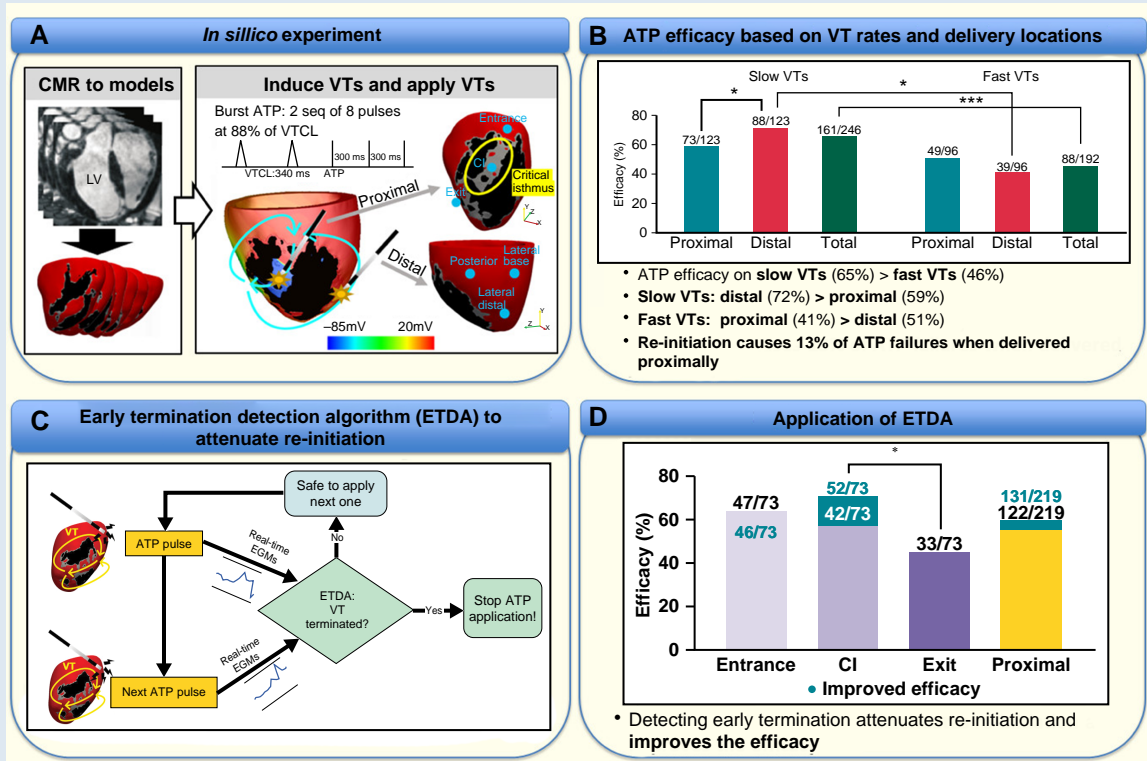 A
In sillico experiment
CMR to models
LV
Induce VTs and apply VTs
Burst ATP: 2 seq of 8 pulses
at 88% of VTCL
300 ms
300 ms
VTCL:340 ms
ATP
Proximal
Distal
Entrance
CI
Critical
isthmus
Exit
Y
Z
X
Posterior
Lateral
base
Lateral
distal
Y
Z
X
–85mV
20mV
B
ATP efficacy based on VT rates and delivery locations
Slow VTs
Fast VTs
*
*
***
Efficacy (%)
80
60
40
20
0
73/123
88/123
161/246
49/96
39/96
88/192
Proximal
Distal
Total
Proximal
Distal
Total
• ATP efficacy on slow VTs (65%) > fast VTs (46%)
• Slow VTs: distal (72%) > proximal (59%)
• Fast VTs: proximal (41%) > distal (51%)
• Re-initiation causes 13% of ATP failures when delivered
proximally
C
Early termination detection algorithm (ETDA) to
attenuate re-initiation
Safe to apply
next one
VT
ATP pulse
Real-time
EGMs
No
ETDA:
VT
terminated?
Yes
Stop ATP
application!
VT
Next ATP pulse
Real-time
EGMs
D
Application of ETDA
*
Efficacy (%)
80
60
40
20
0
47/73
46/73
52/73
42/73
33/73
131/219
122/219
Entrance
CI
Exit
Proximal
• Improved efficacy
• Detecting early termination attenuates re-initiation and
improves the efficacy